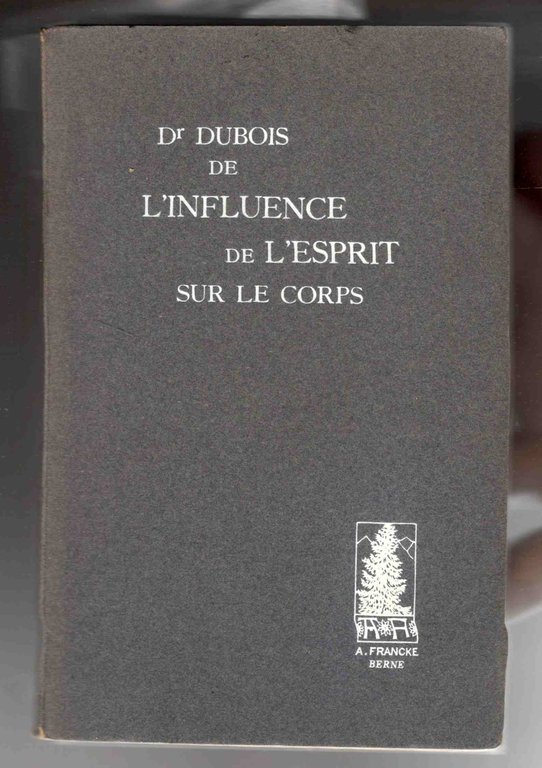 Dr DUBOIS
DE
L'INFLUENCE
DE L'ESPRIT
SUR LE CORPS
A. FRANCKE
BERNE